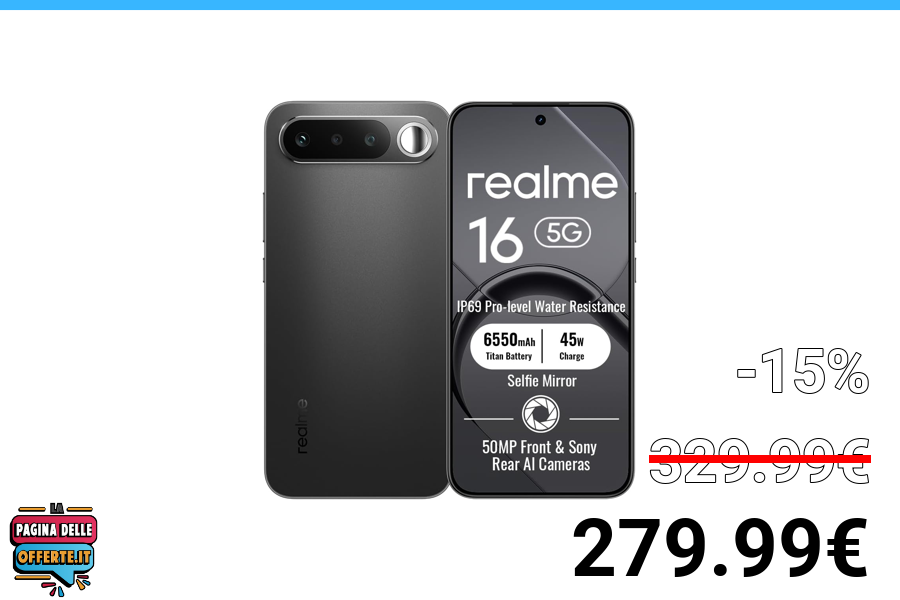 realme
16 5G
IP69 Pro-level Water Resistance
6550mAh 45W
Titan Battery Charge
Selfie Mirror
50MP Front & Sony
Rear AI Cameras
realme
-15%
329.99€
279.99€
LA
PAGINA DELLE
OFFERTE.IT